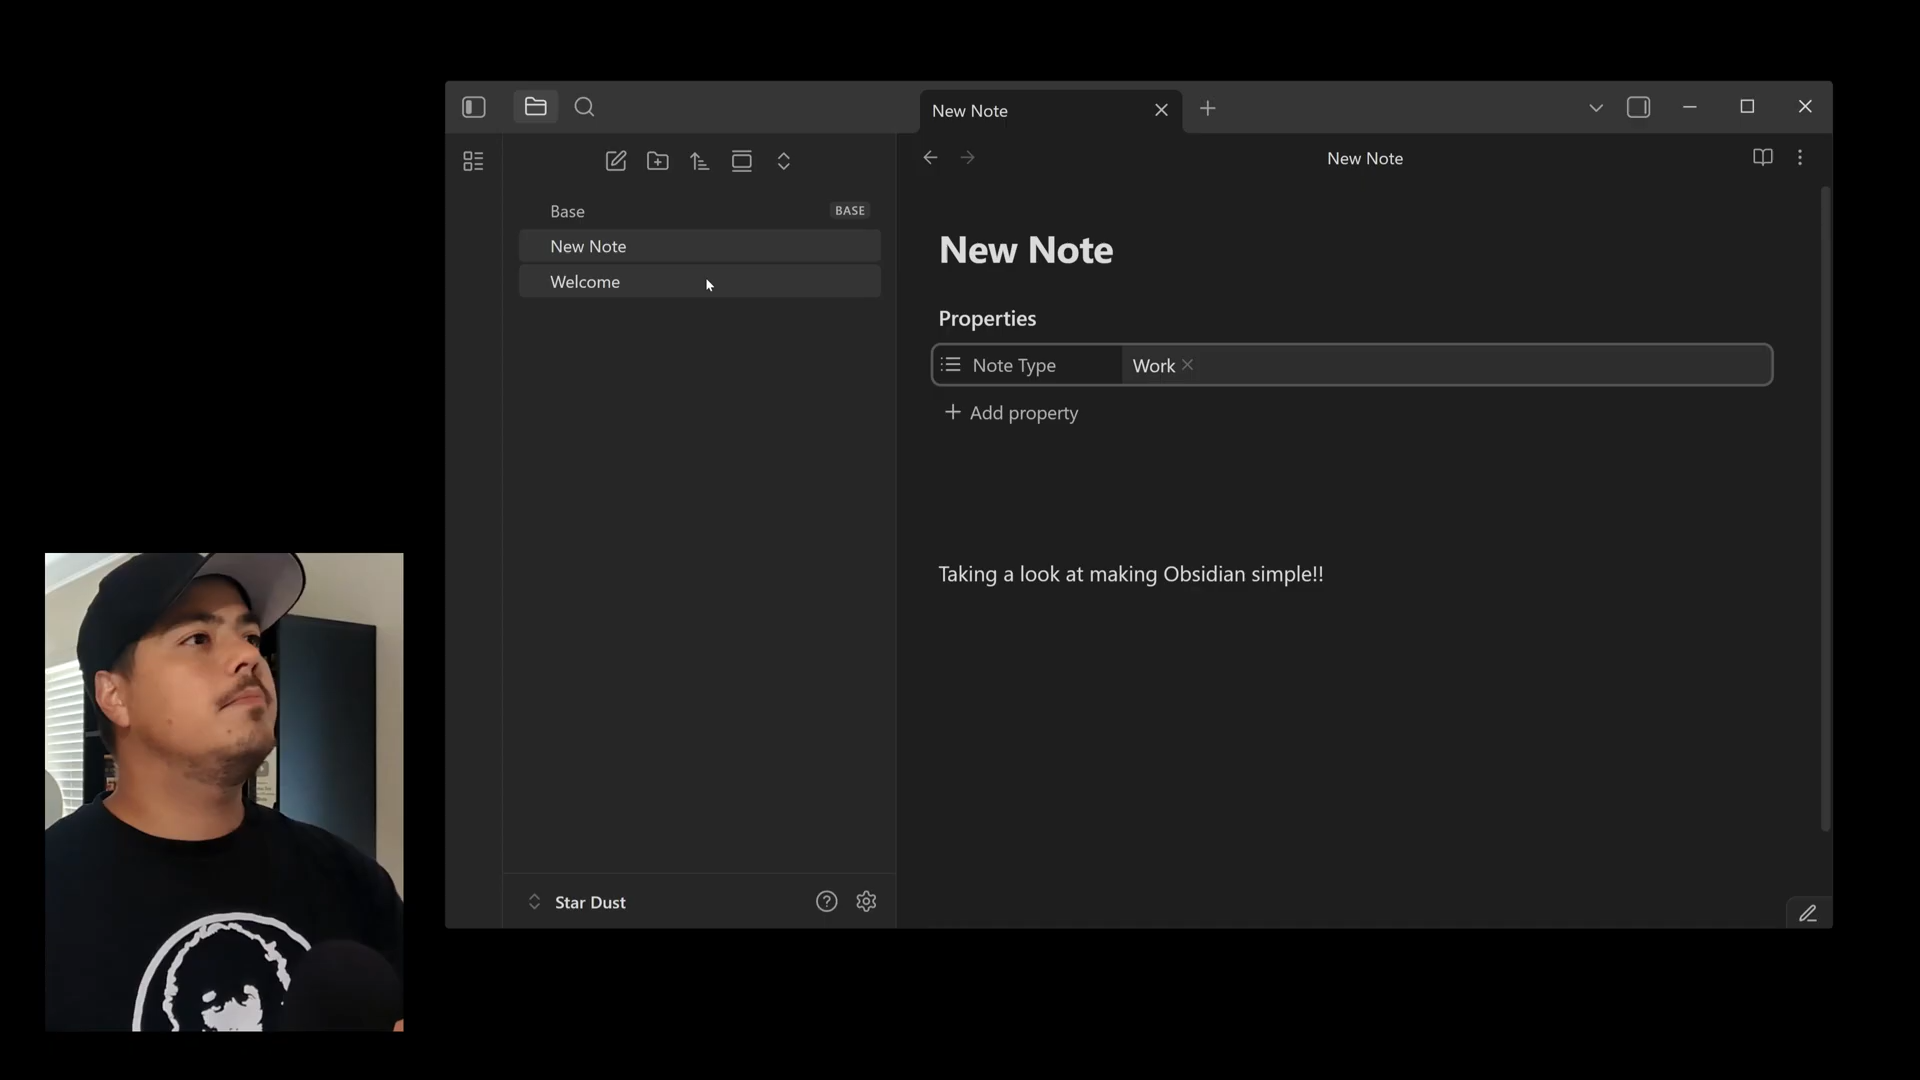 New Note
New Note
Base
BASE
New Note
Welcome
New Note
Properties
Note Type
Work
Add property
Taking a look at making Obsidian simple!!
Star Dust